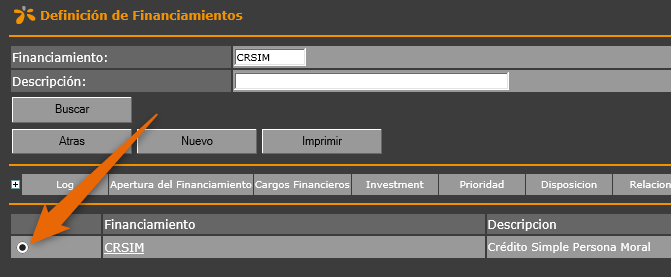 Definición de Financiamientos
Financiamiento: CRSIM
Descripción:
Buscar
Atras Nuevo Imprimir
Log Apertura del Financiamiento Cargos Financieros Investment Prioridad Disposicion Relacion
Financiamiento Descripcion
CRSIM Crédito Simple Persona Moral